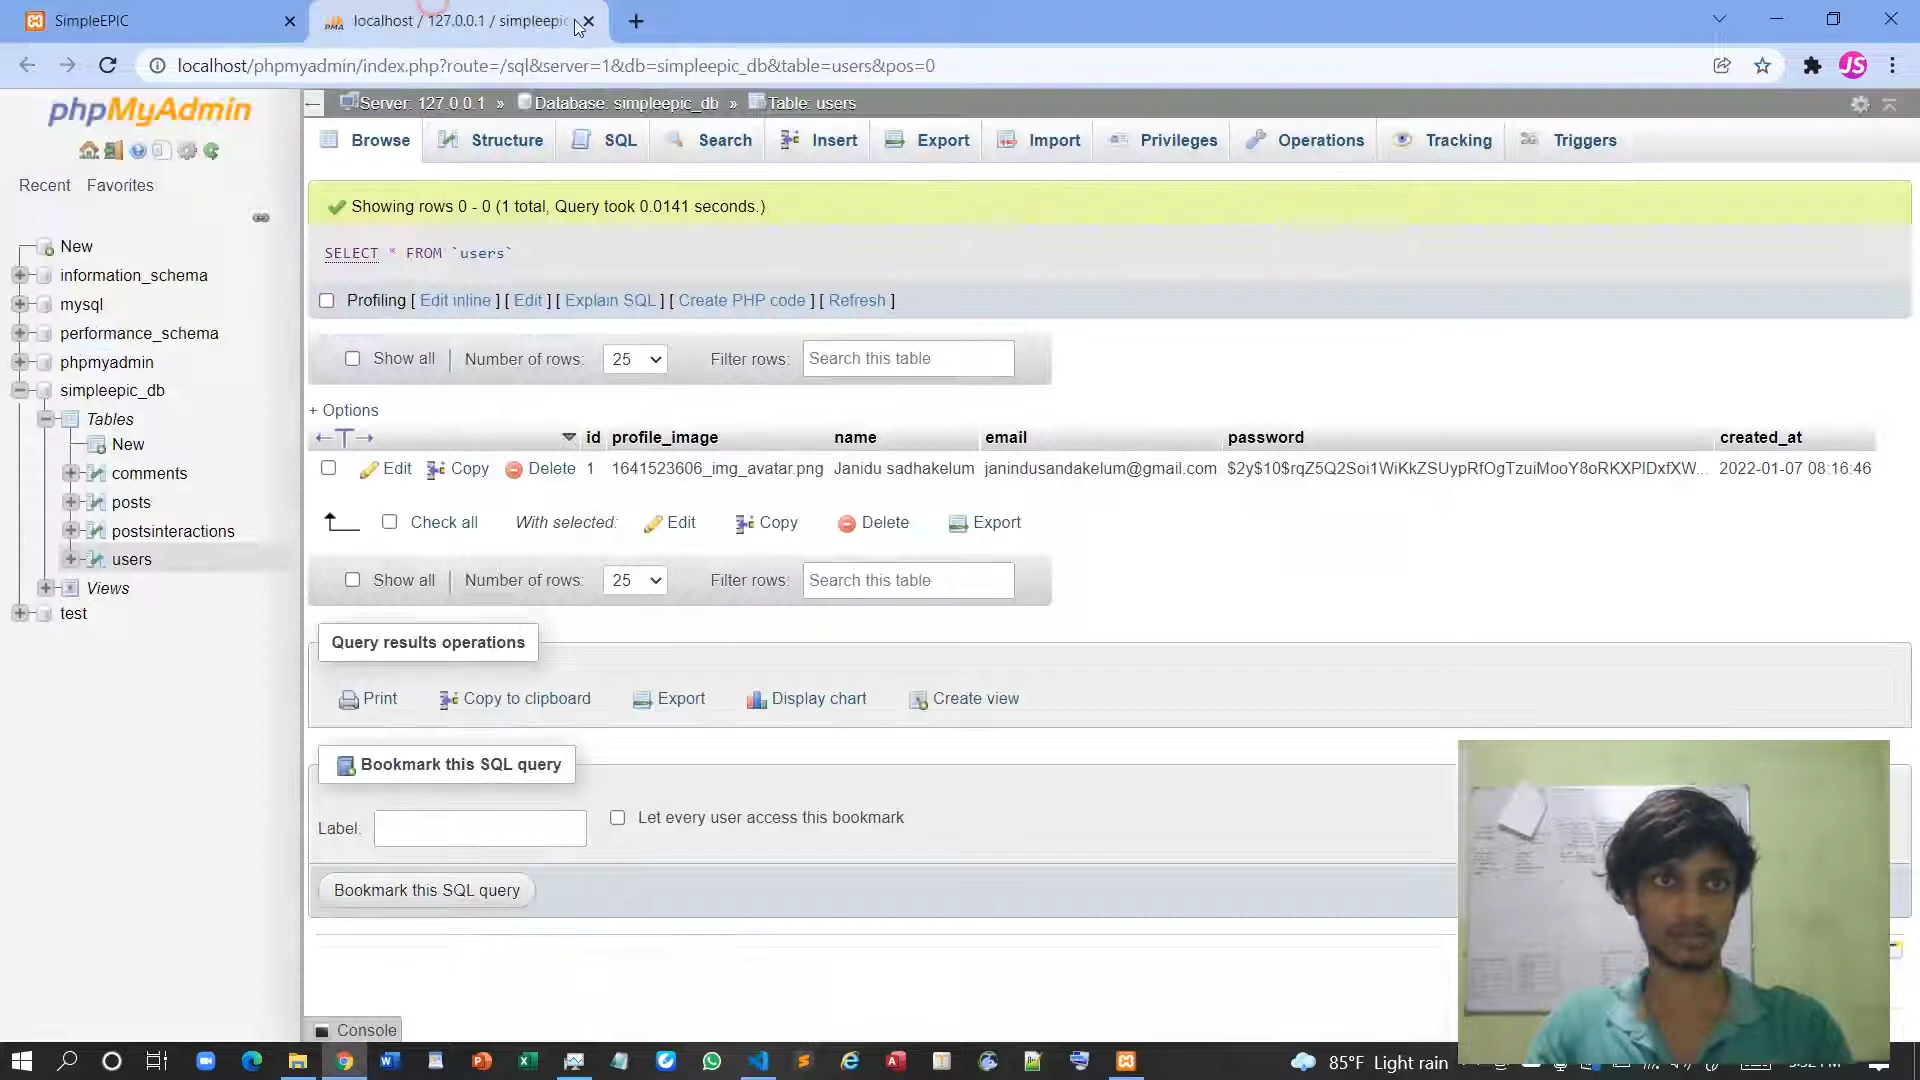 SimpleEPIC
localhost / 127.0.0.1 / simpleepic
localhost/phpmyadmin/index.php?route=/sql&server=1&db=simpleepic_db&table=users&pos=0
JS
phpMyAdmin
Recent Favorites
New
information_schema
mysql
performance_schema
phpmyadmin
simpleepic_db
Tables
New
comments
posts
postsinteractions
users
Views
test
Server: 127.0.0.1 » Database: simpleepic_db » Table: users
Browse Structure SQL Search Insert Export Import Privileges Operations Tracking Triggers
Showing rows 0 - 0 (1 total, Query took 0.0141 seconds.)
SELECT * FROM `users`
Profiling [ Edit inline ] [ Edit ] [ Explain SQL ] [ Create PHP code ] [ Refresh ]
Show all Number of rows: 25 Filter rows: Search this table
+ Options
←T→ id profile_image name email password created_at
Edit Copy Delete 1 1641523606_img_avatar.png Janidu sadhakelum janindusandakelum@gmail.com $2y$10$rqZ5Q2Soi1WiKkZSUypRfOgTzuiMooY8oRKXPIDxfXW... 2022-01-07 08:16:46
Check all With selected: Edit Copy Delete Export
Show all Number of rows: 25 Filter rows: Search this table
Query results operations
Print Copy to clipboard Export Display chart Create view
Bookmark this SQL query
Label: Let every user access this bookmark
Bookmark this SQL query
Console
85°F Light rain